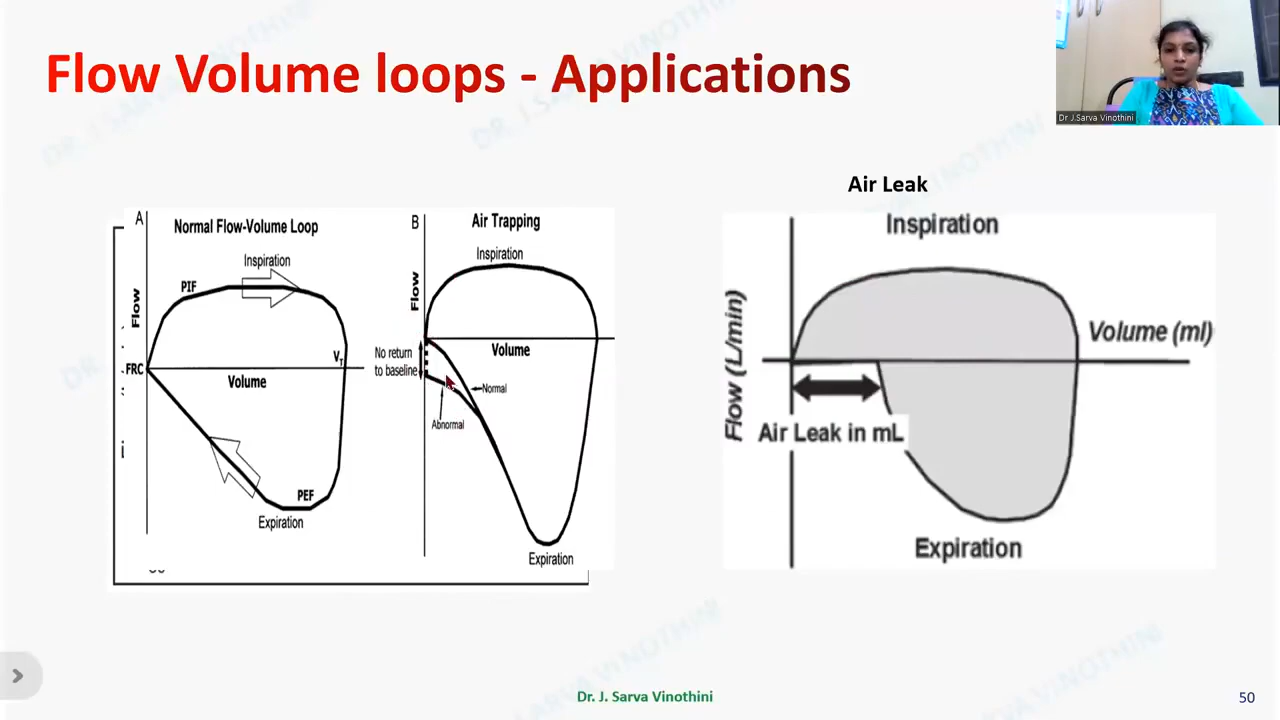 Flow Volume loops - Applications
Dr J.Sarva Vinothini
A
Normal Flow-Volume Loop
Inspiration
PIF
Flow
FRC
V_T
Volume
PEF
Expiration
B
Air Trapping
Inspiration
Flow
No return
to baseline
Volume
Normal
Abnormal
Expiration
Air Leak
Inspiration
Flow (L/min)
Volume (ml)
Air Leak in mL
Expiration
Dr. J. Sarva Vinothini
50